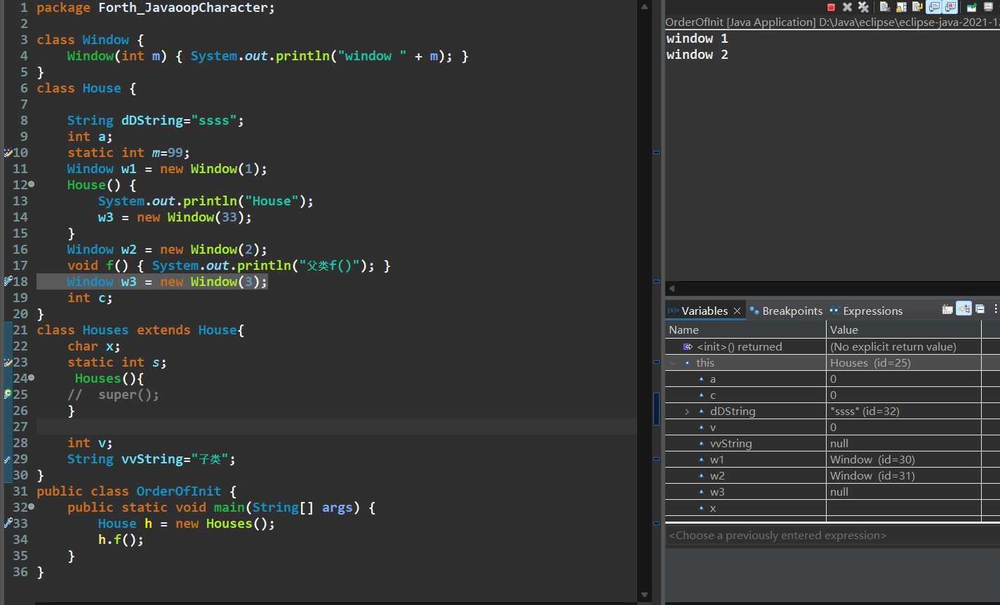 1 package Forth_JavaoopCharacter;
2
3 class Window {
4     Window(int m) { System.out.println("window " + m); }
5 }
6 class House {
7
8     String dDString="ssss";
9     int a;
10     static int m=99;
11     Window w1 = new Window(1);
12     House() {
13         System.out.println("House");
14         w3 = new Window(33);
15     }
16     Window w2 = new Window(2);
17     void f() { System.out.println("父类f()"); }
18     Window w3 = new Window(3);
19     int c;
20 }
21 class Houses extends House{
22     char x;
23     static int s;
24      Houses(){
25     //  super();
26     }
27
28     int v;
29     String vvString="子类";
30 }
31 public class OrderOfInit {
32     public static void main(String[] args) {
33         House h = new Houses();
34         h.f();
35     }
36 }
OrderOfInit [Java Application] D:\Java\eclipse\eclipse-java-2021-1
window 1
window 2
(x)= Variables Breakpoints Expressions
Name Value
<init>() returned (No explicit return value)
this Houses (id=25)
a 0
c 0
dDString "ssss" (id=32)
v 0
vvString null
w1 Window (id=30)
w2 Window (id=31)
w3 null
x
<Choose a previously entered expression>